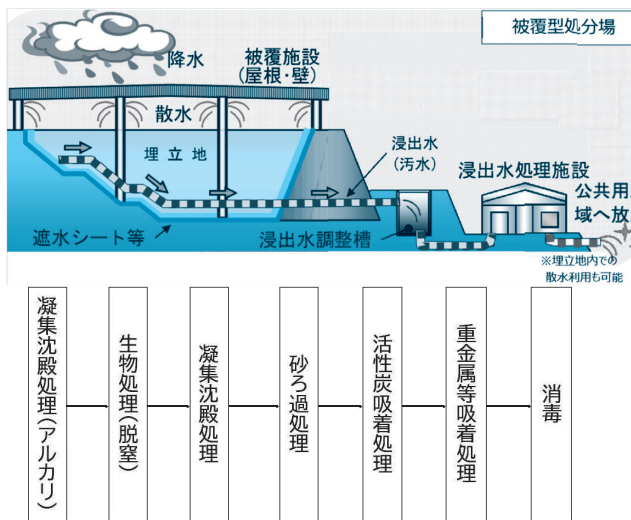 被覆型処分場
降水
被覆施設
(屋根・壁)
散水
埋立地
浸出水
(汚水)
浸出水処理施設
公共用
域へ放
遮水シート等
浸出水調整槽
※埋立地内での
散水利用も可能
凝集沈殿処理(アルカリ)
生物処理(脱窒)
凝集沈殿処理
砂ろ過処理
活性炭吸着処理
重金属等吸着処理
消毒